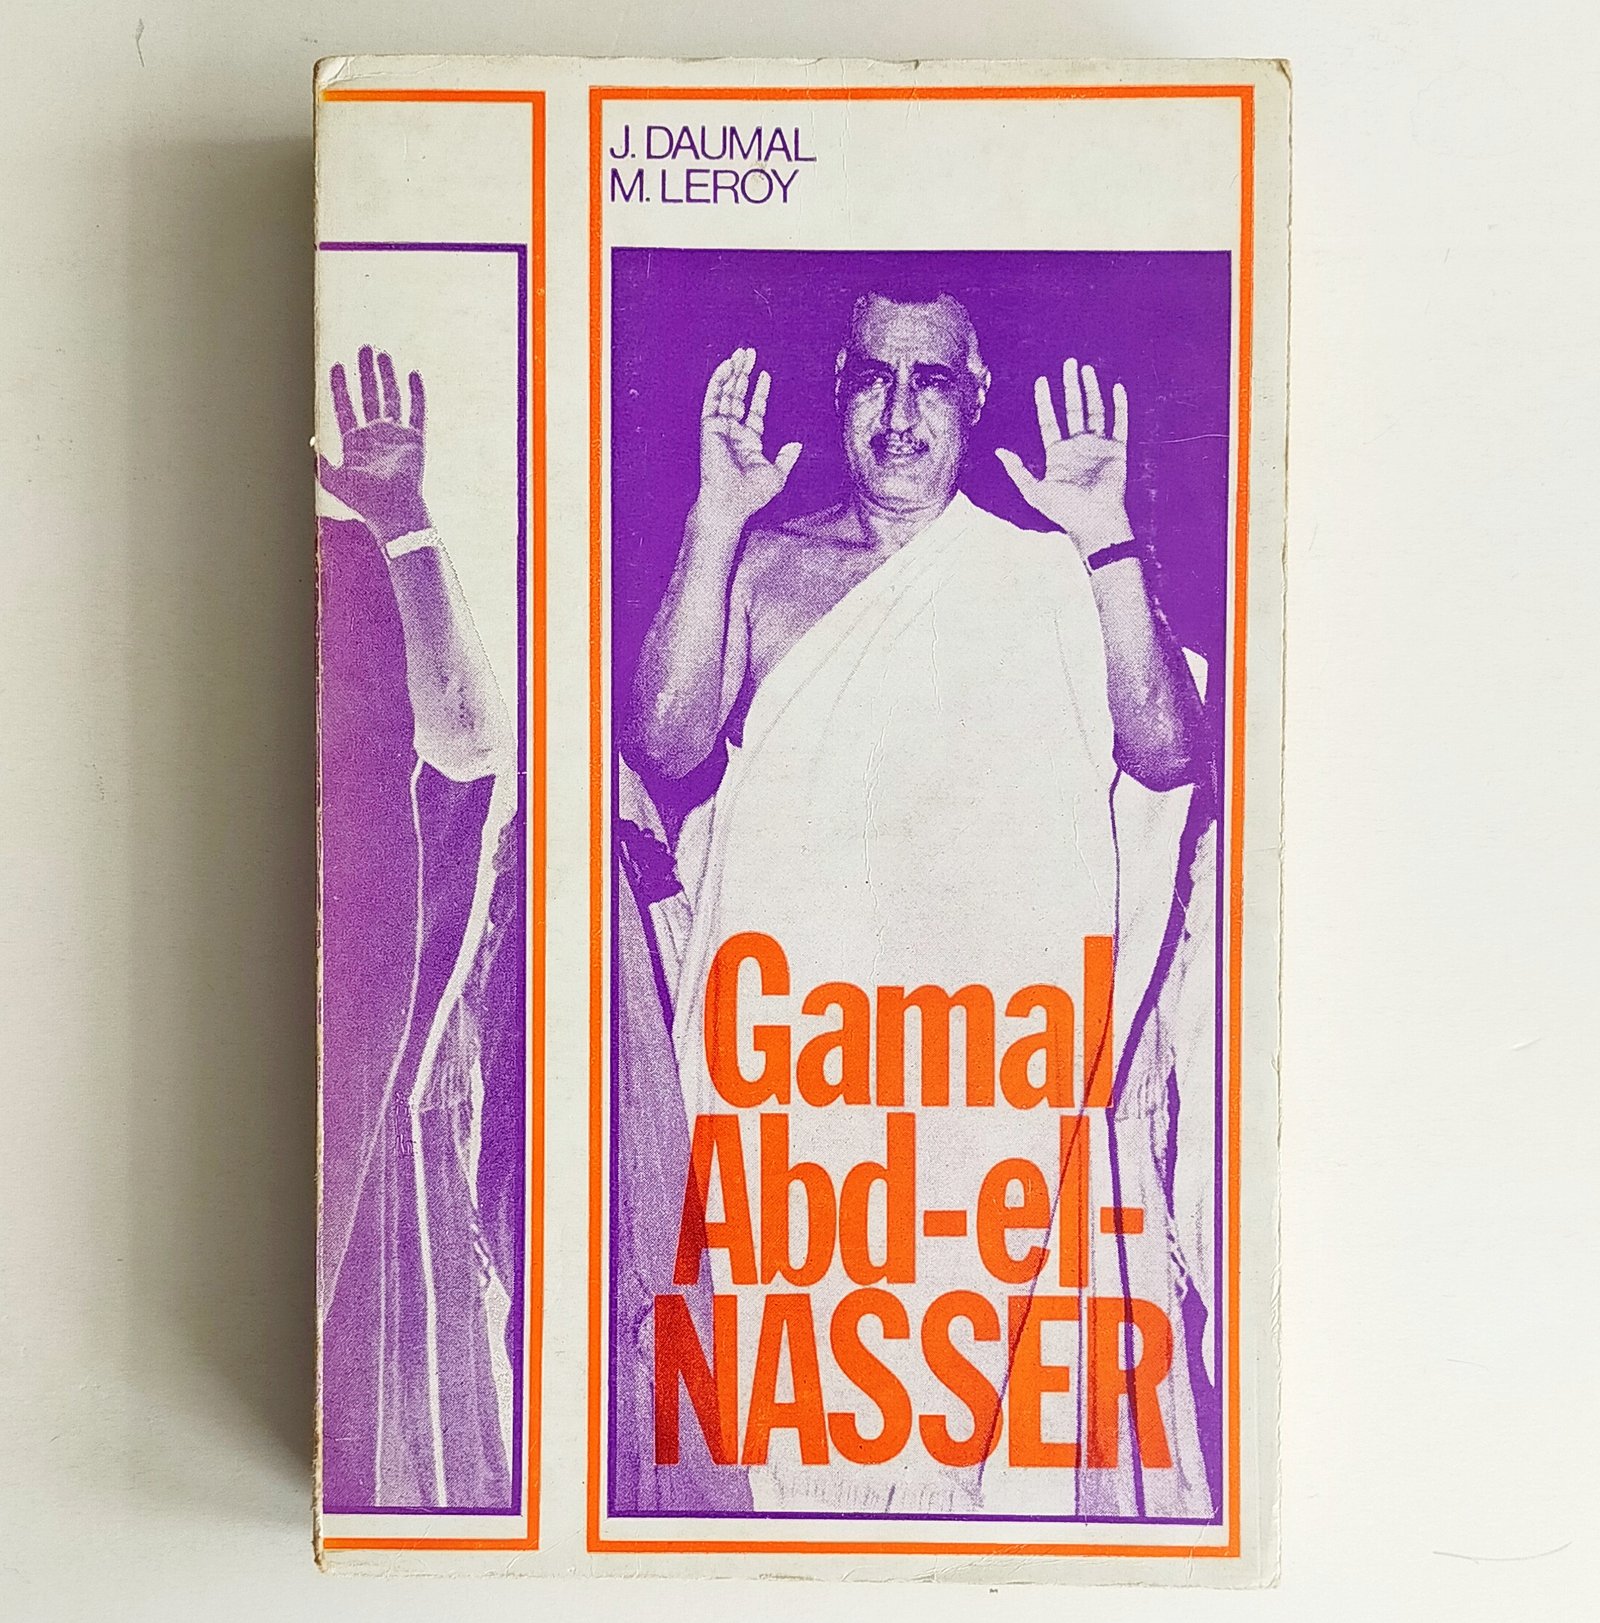 J. DAUMAL
M. LEROY
Gamal
Abd-el-
NASSER